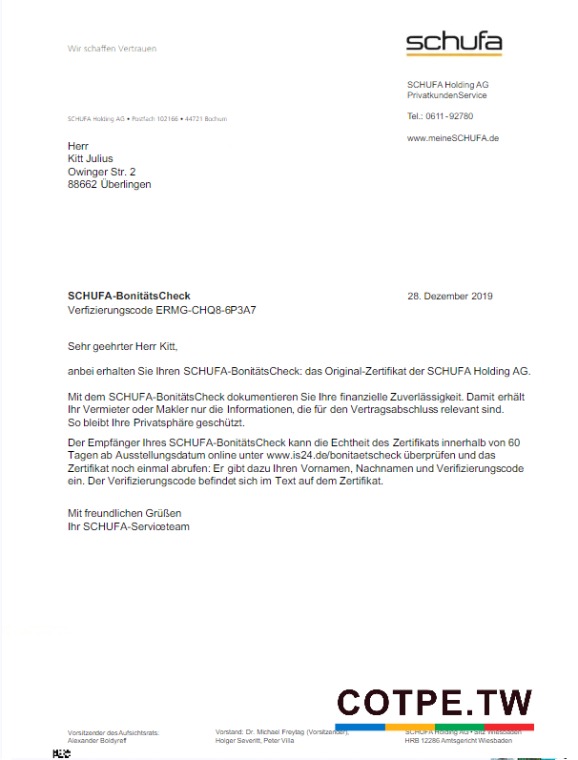 Wir schaffen Vertrauen
schufa
SCHUFA Holding AG
PrivatkundenService
Tel.: 0611-92780
www.meineSCHUFA.de
SCHUFA Holding AG • Postfach 102166 • 44721 Bochum
Herr
Kitt Julius
Owinger Str. 2
88662 Überlingen
SCHUFA-BonitätsCheck
28. Dezember 2019
Verfizierungscode ERMG-CHQ8-6P3A7
Sehr geehrter Herr Kitt,
anbei erhalten Sie Ihren SCHUFA-BonitätsCheck: das Original-Zertifikat der SCHUFA Holding AG.
Mit dem SCHUFA-BonitätsCheck dokumentieren Sie Ihre finanzielle Zuverlässigkeit. Damit erhält
Ihr Vermieter oder Makler nur die Informationen, die für den Vertragsabschluss relevant sind.
So bleibt Ihre Privatsphäre geschützt.
Der Empfänger Ihres SCHUFA-BonitätsCheck kann die Echtheit des Zertifikats innerhalb von 60
Tagen ab Ausstellungsdatum online unter www.is24.de/bonitaetscheck überprüfen und das
Zertifikat noch einmal abrufen: Er gibt dazu Ihren Vornamen, Nachnamen und Verifizierungscode
ein. Der Verifizierungscode befindet sich im Text auf dem Zertifikat.
Mit freundlichen Grüßen
Ihr SCHUFA-Serviceteam
COTPE.TW
Vorsitzender des Aufsichtsrats:
Alexander Boldyreff
Vorstand: Dr. Michael Freytag (Vorsitzender),
Holger Severitt, Peter Villa
SCHUFA Holding AG • Sitz Wiesbaden
HRB 12286 Amtsgericht Wiesbaden